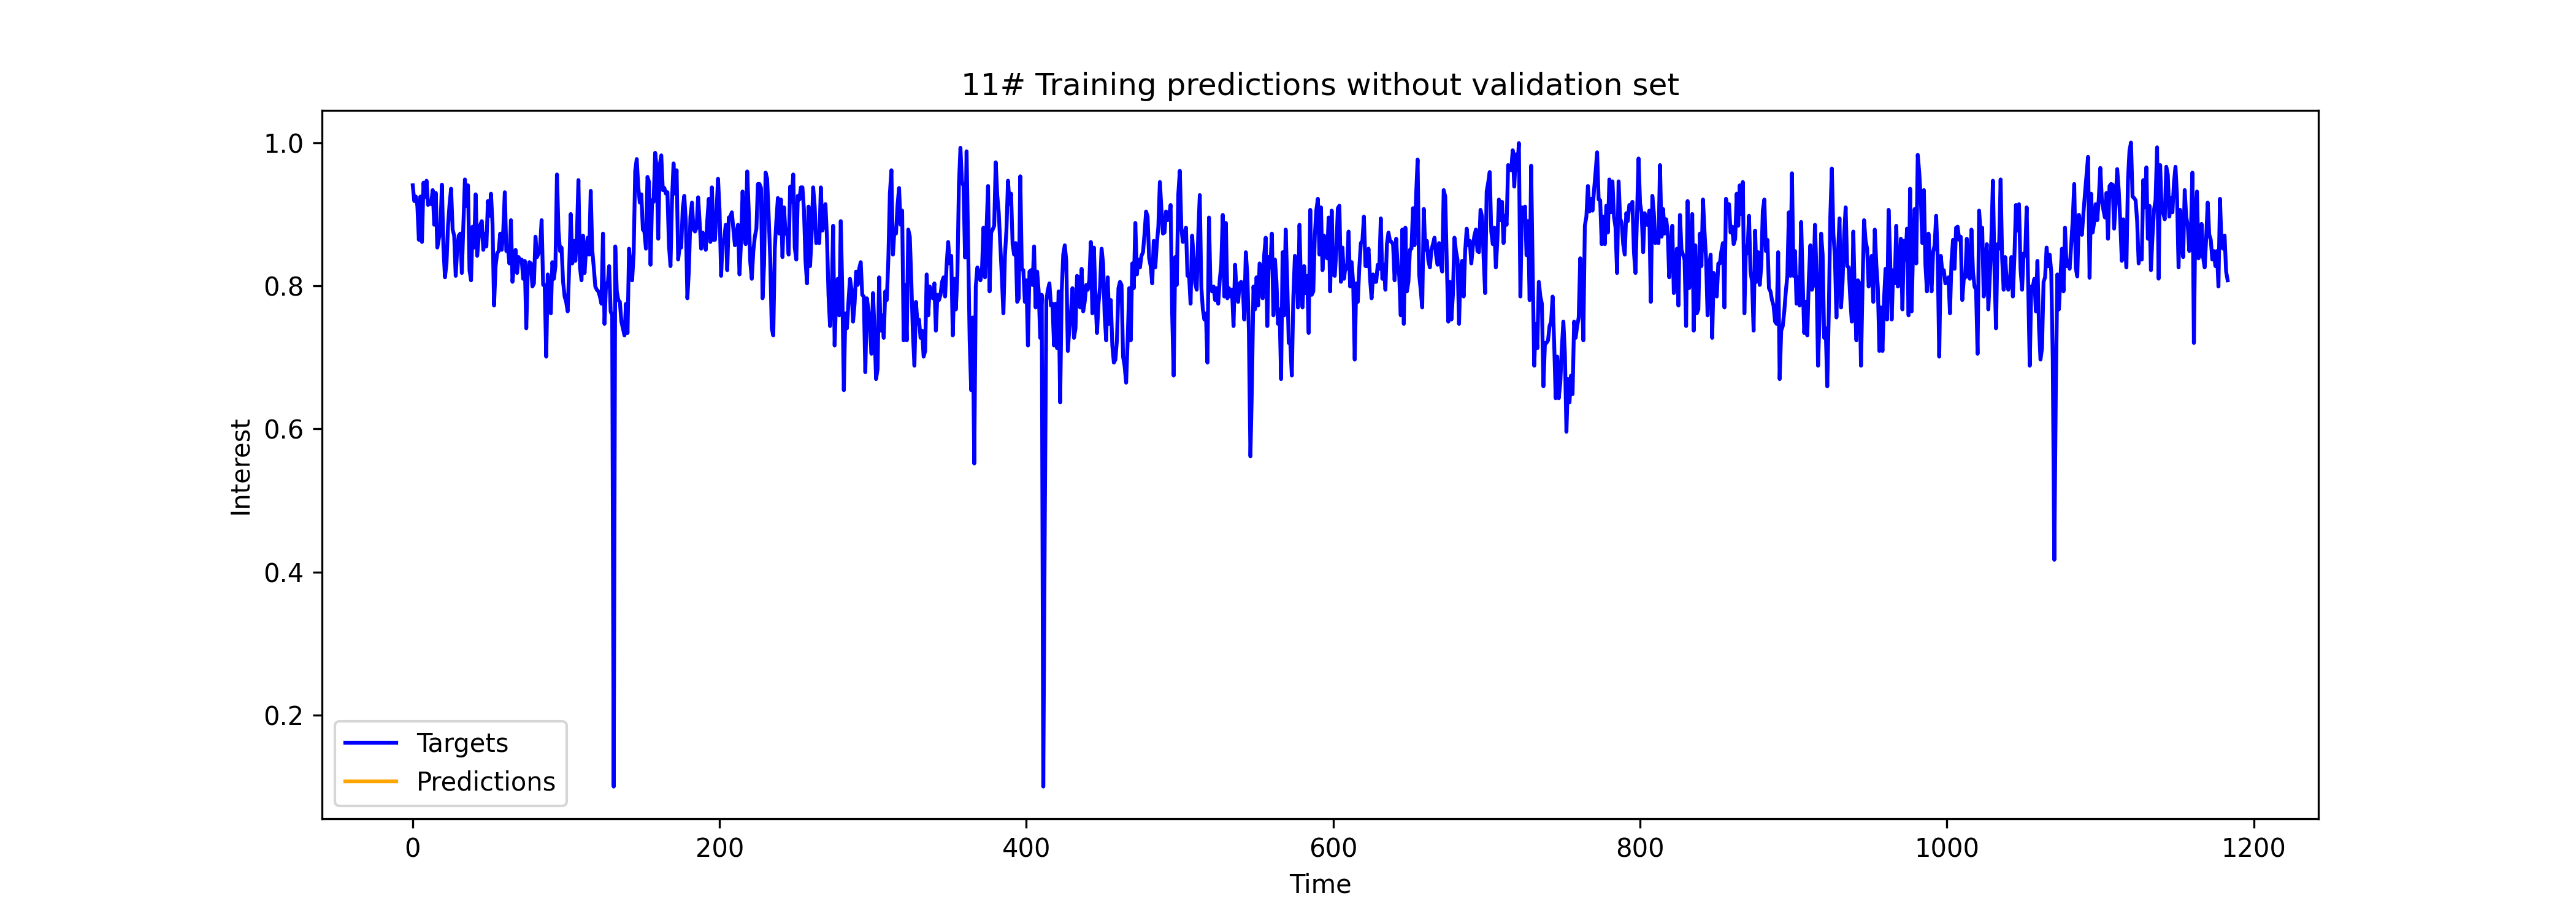 11# Training predictions without validation set
1.0
0.8
0.6
0.4
0.2
Interest
Targets
Predictions
0 200 400 600 800 1000 1200
Time